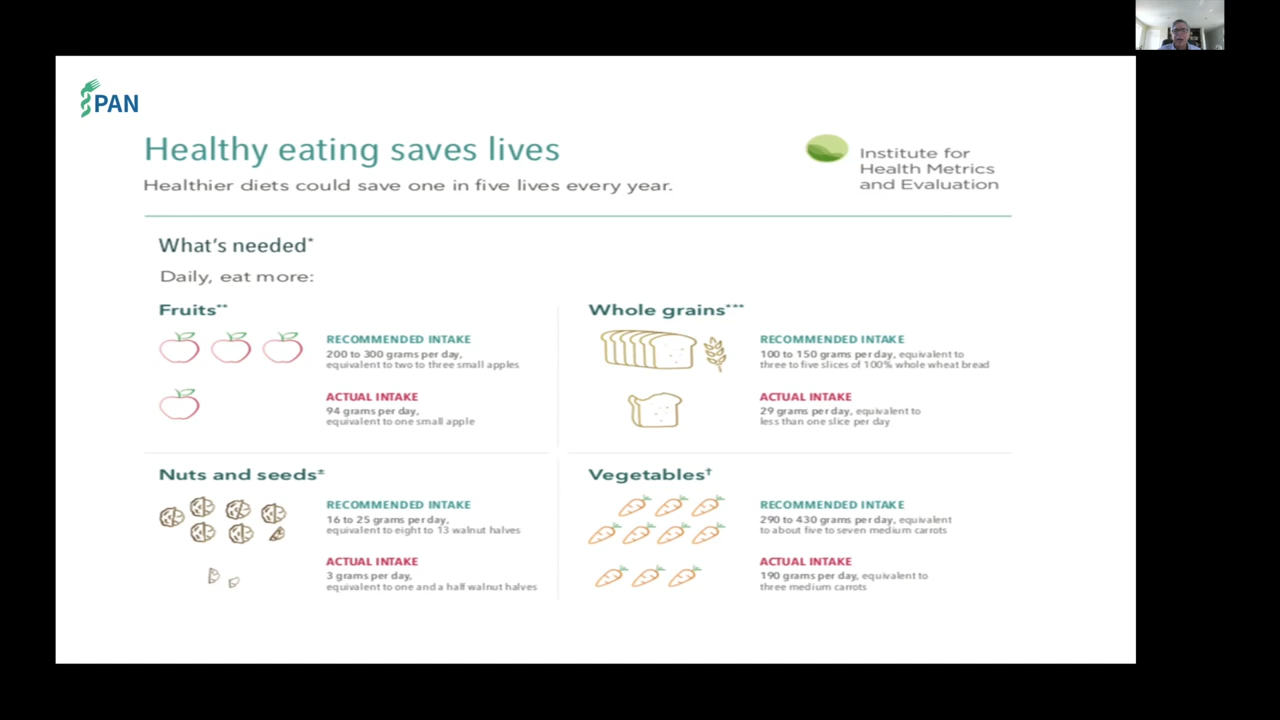 PAN
Healthy eating saves lives
Healthier diets could save one in five lives every year.
Institute for
Health Metrics
and Evaluation
What's needed*
Daily, eat more:
Fruits**
RECOMMENDED INTAKE
200 to 300 grams per day,
equivalent to two to three small apples
ACTUAL INTAKE
94 grams per day,
equivalent to one small apple
Whole grains***
RECOMMENDED INTAKE
100 to 150 grams per day, equivalent to
three to five slices of 100% whole wheat bread
ACTUAL INTAKE
29 grams per day, equivalent to
less than one slice per day
Nuts and seeds±
RECOMMENDED INTAKE
16 to 25 grams per day,
equivalent to eight to 13 walnut halves
ACTUAL INTAKE
3 grams per day,
equivalent to one and a half walnut halves
Vegetables†
RECOMMENDED INTAKE
290 to 430 grams per day, equivalent
to about five to seven medium carrots
ACTUAL INTAKE
190 grams per day, equivalent to
three medium carrots